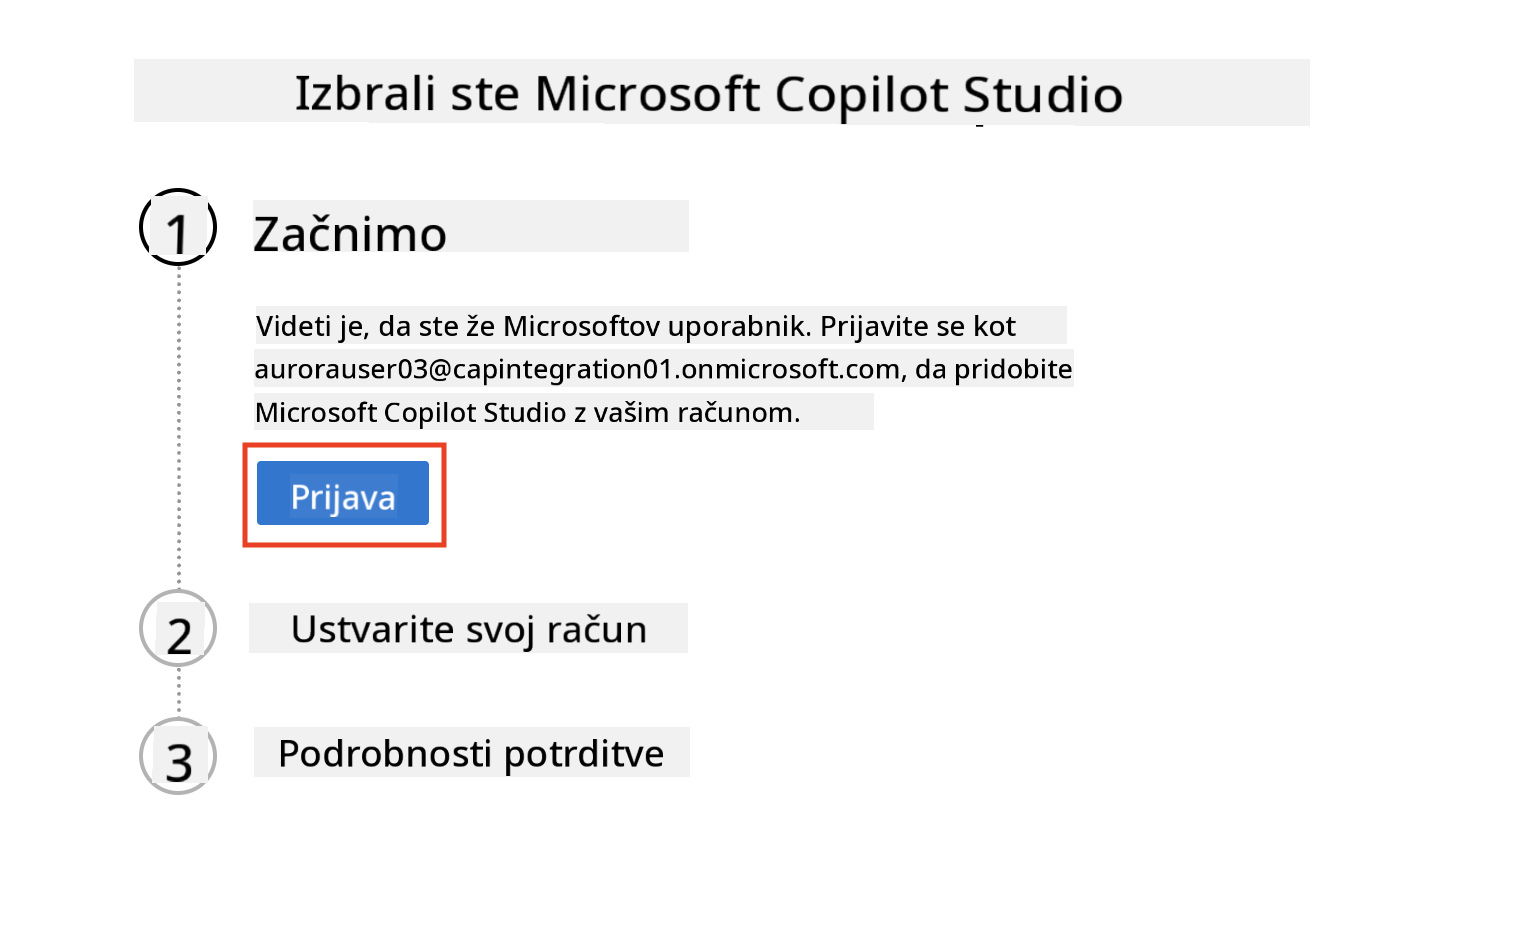 Izbrali ste Microsoft Copilot Studio
1
Začnimo
Videti je, da ste že Microsoftov uporabnik. Prijavite se kot
aurorauser03@capintegration01.onmicrosoft.com, da pridobite
Microsoft Copilot Studio z vašim računom.
Prijava
2
Ustvarite svoj račun
3
Podrobnosti potrditve